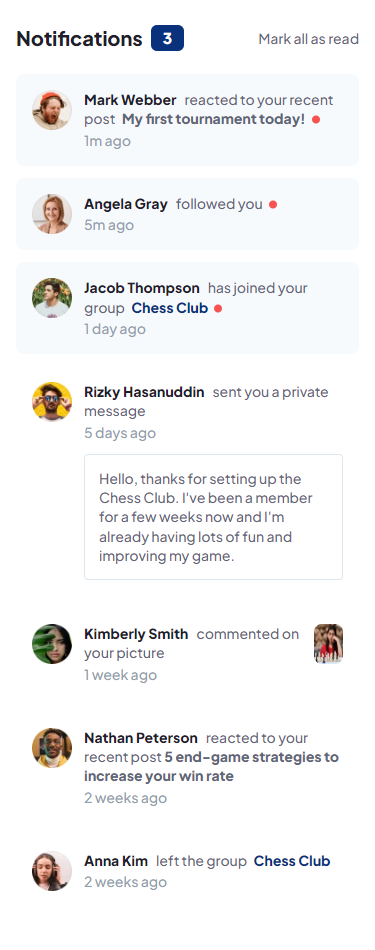 Notifications 3 Mark all as read
Mark Webber reacted to your recent
post My first tournament today!
1m ago
Angela Gray followed you
5m ago
Jacob Thompson has joined your
group Chess Club
1 day ago
Rizky Hasanuddin sent you a private
message
5 days ago
Hello, thanks for setting up the
Chess Club. I've been a member
for a few weeks now and I'm
already having lots of fun and
improving my game.
Kimberly Smith commented on
your picture
1 week ago
Nathan Peterson reacted to your
recent post 5 end-game strategies to
increase your win rate
2 weeks ago
Anna Kim left the group Chess Club
2 weeks ago